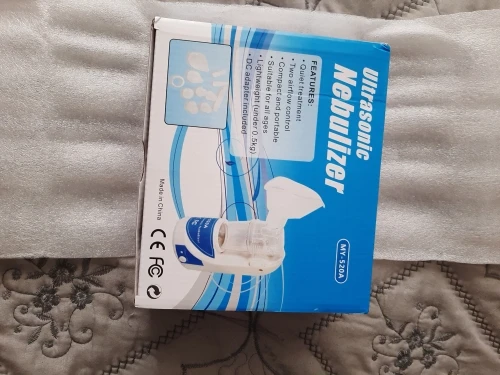 Ultrasonic
Nebulizer
FEATURES:
• Quiet treatment
• Two airflow control
• Compact and portable
• Suitable for all ages
• Lightweight (under 0.5kg)
• DC adapter included
MY-520A
Made in China
CE FC